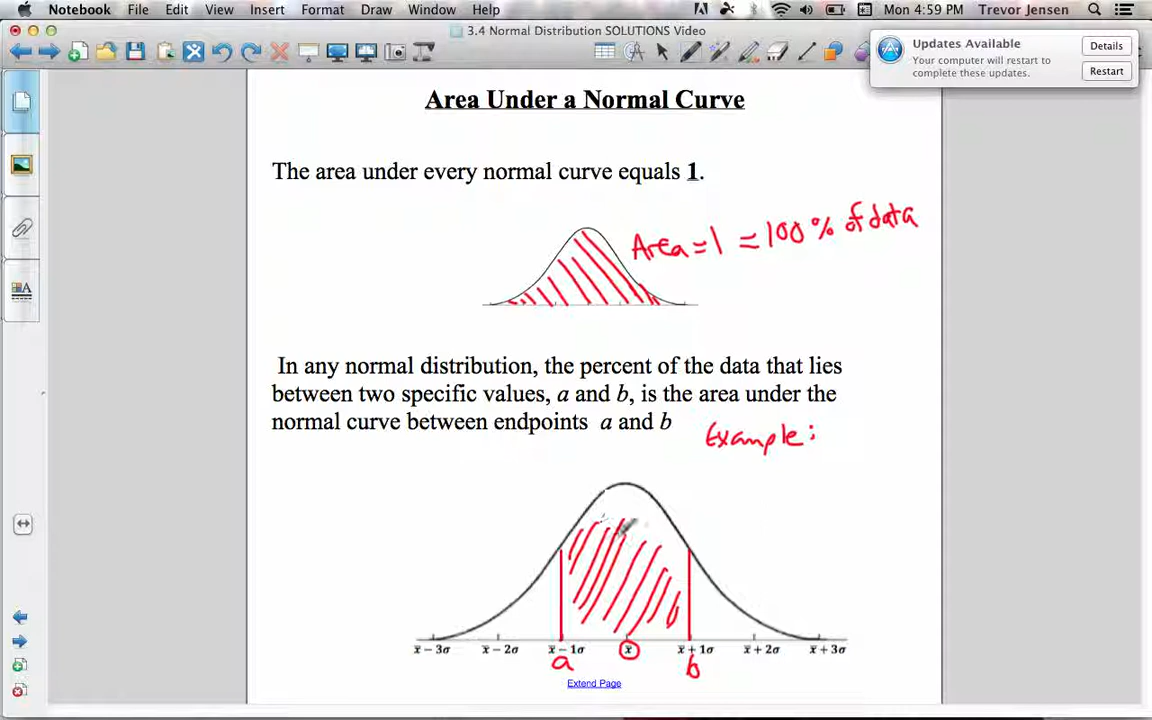 Notebook File Edit View Insert Format Draw Window Help Mon 4:59 PM Trevor Jensen
3.4 Normal Distribution SOLUTIONS Video
Updates Available
Your computer will restart to
complete these updates.
Details
Restart
Area Under a Normal Curve
The area under every normal curve equals 1.
Area = 1 = 100% of data
In any normal distribution, the percent of the data that lies
between two specific values, a and b, is the area under the
normal curve between endpoints a and b
Example:
x̄ − 3σ x̄ − 2σ x̄ − 1σ x̄ x̄ + 1σ x̄ + 2σ x̄ + 3σ
a b
Extend Page